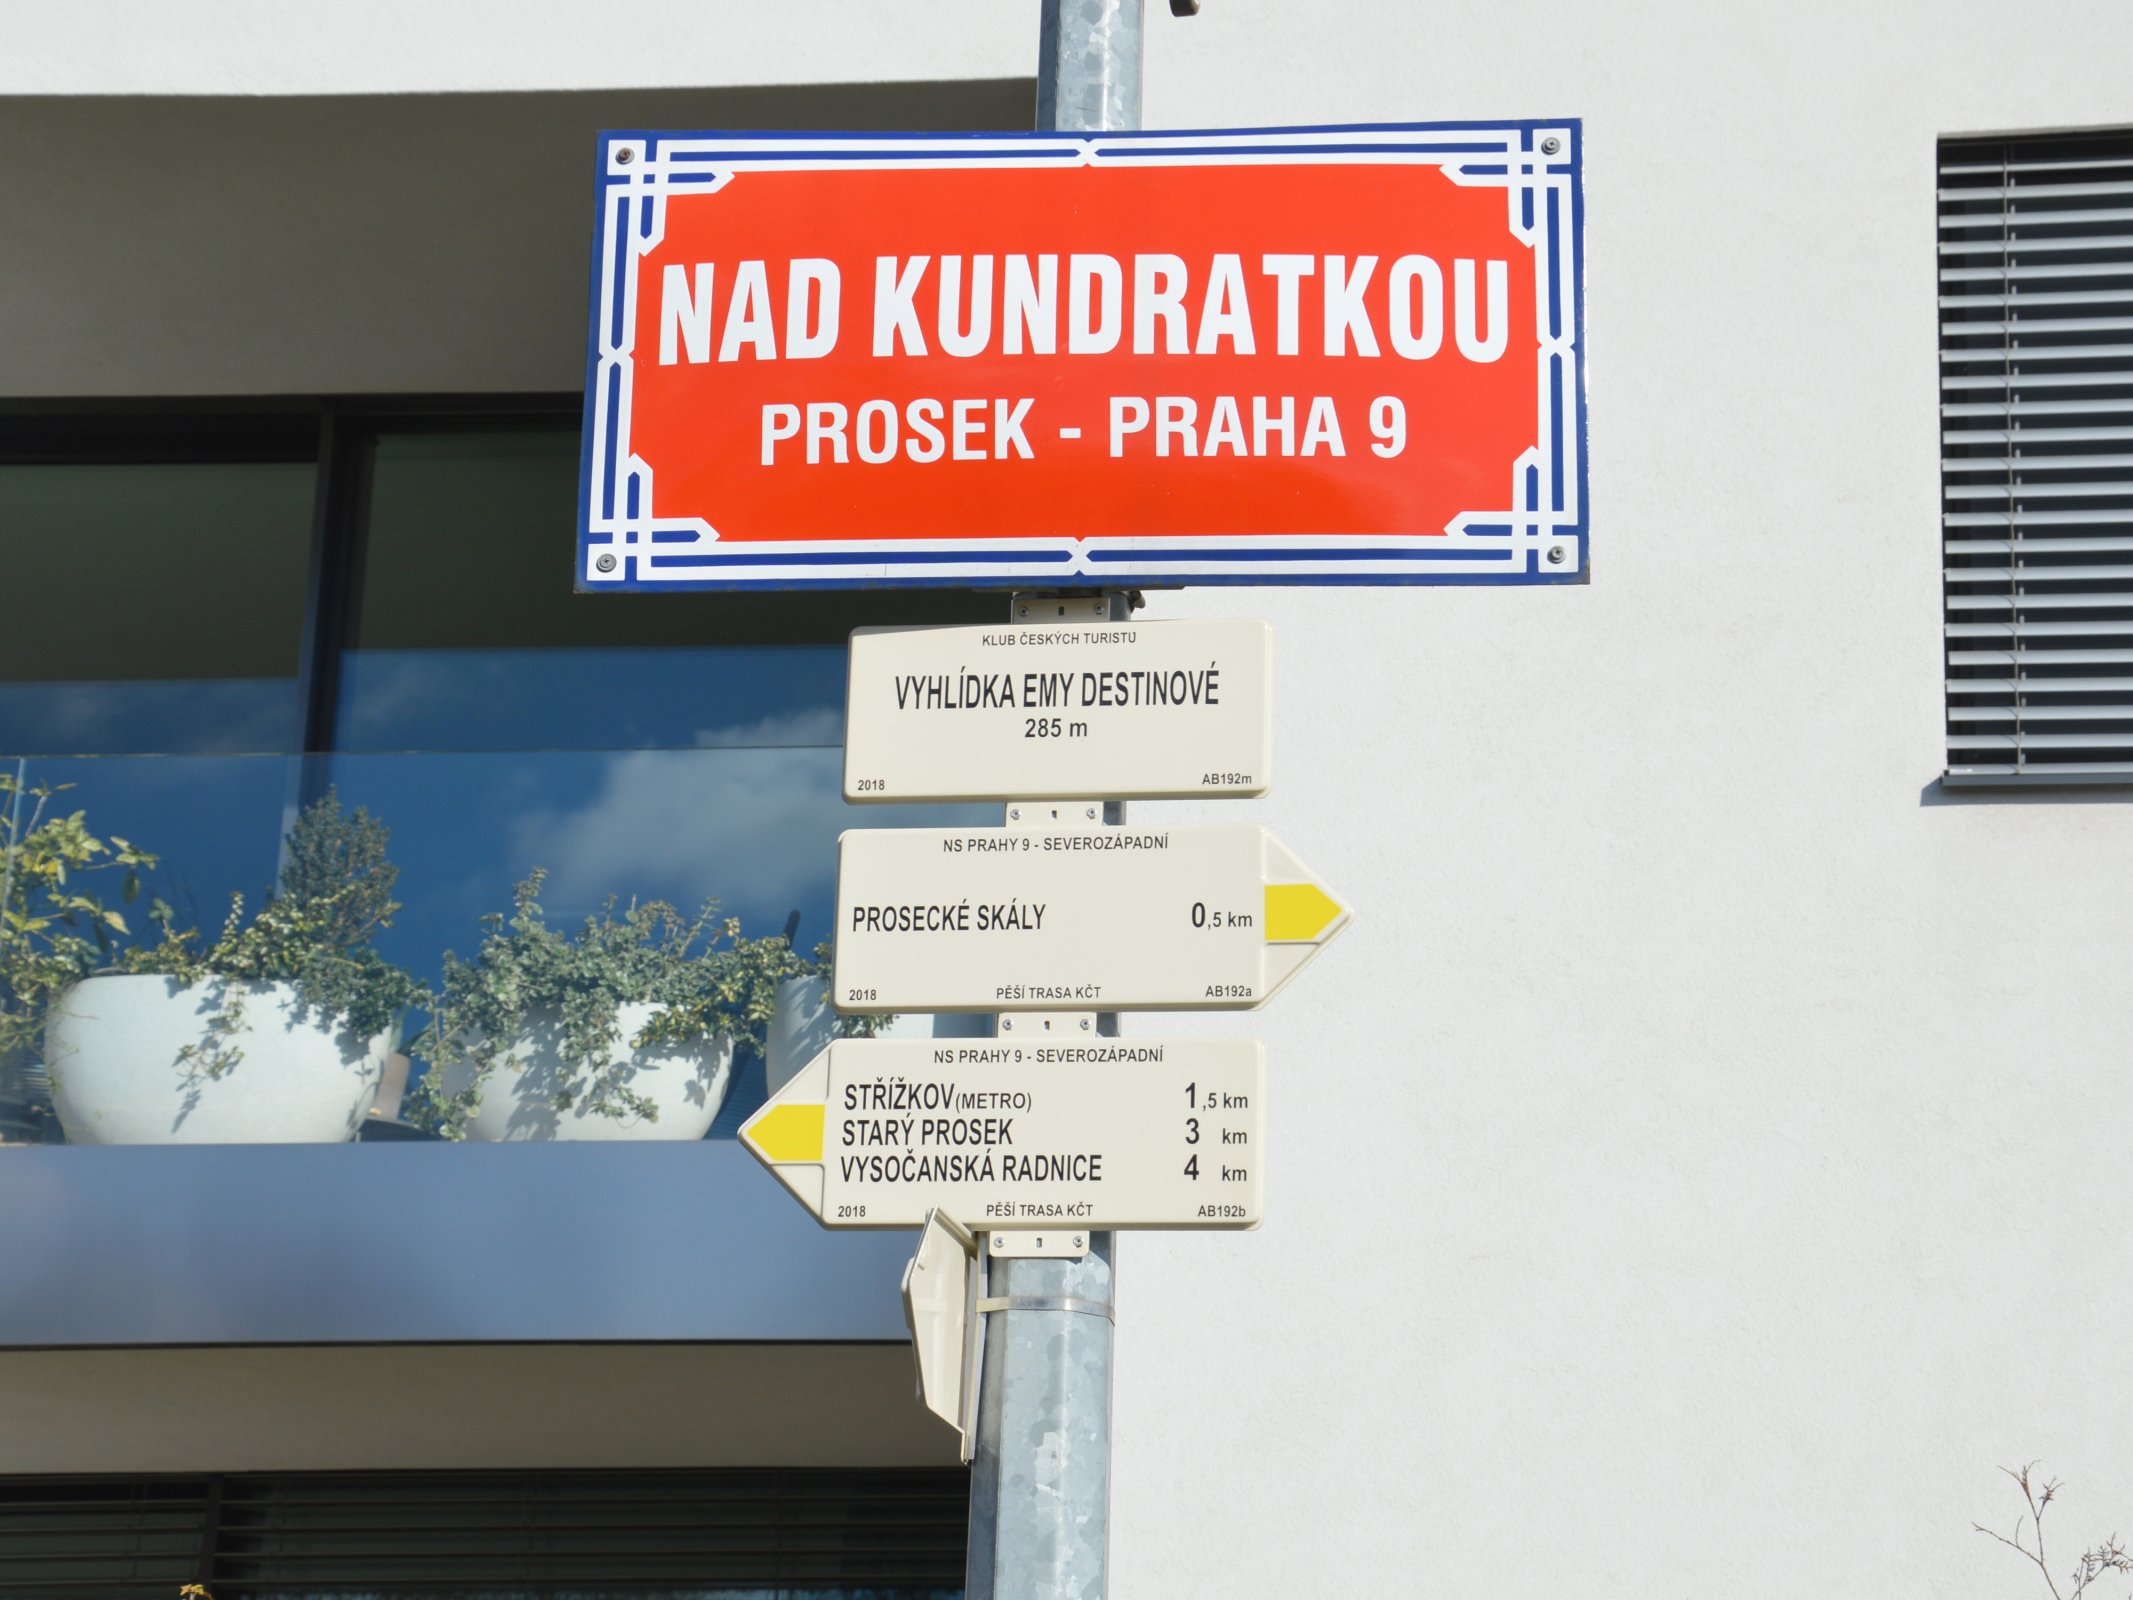 NAD KUNDRATKOU
PROSEK - PRAHA 9
KLUB ČESKÝCH TURISTŮ
VYHLÍDKA EMY DESTINOVÉ
285 m
2018 AB192m
NS PRAHY 9 - SEVEROZÁPADNÍ
PROSECKÉ SKÁLY 0,5 km
2018 PĚŠÍ TRASA KČT AB192a
NS PRAHY 9 - SEVEROZÁPADNÍ
STŘÍŽKOV(METRO) 1,5 km
STARÝ PROSEK 3 km
VYSOČANSKÁ RADNICE 4 km
2018 PĚŠÍ TRASA KČT AB192b